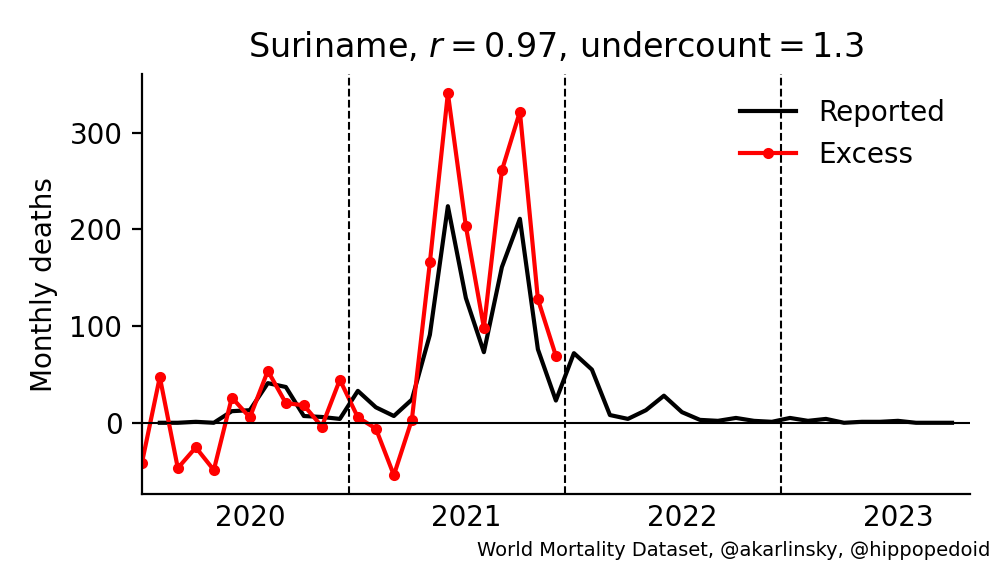 Suriname, r = 0.97, undercount = 1.3
Reported
Excess
Monthly deaths
300
200
100
0
2020 2021 2022 2023
World Mortality Dataset, @akarlinsky, @hippopedoid